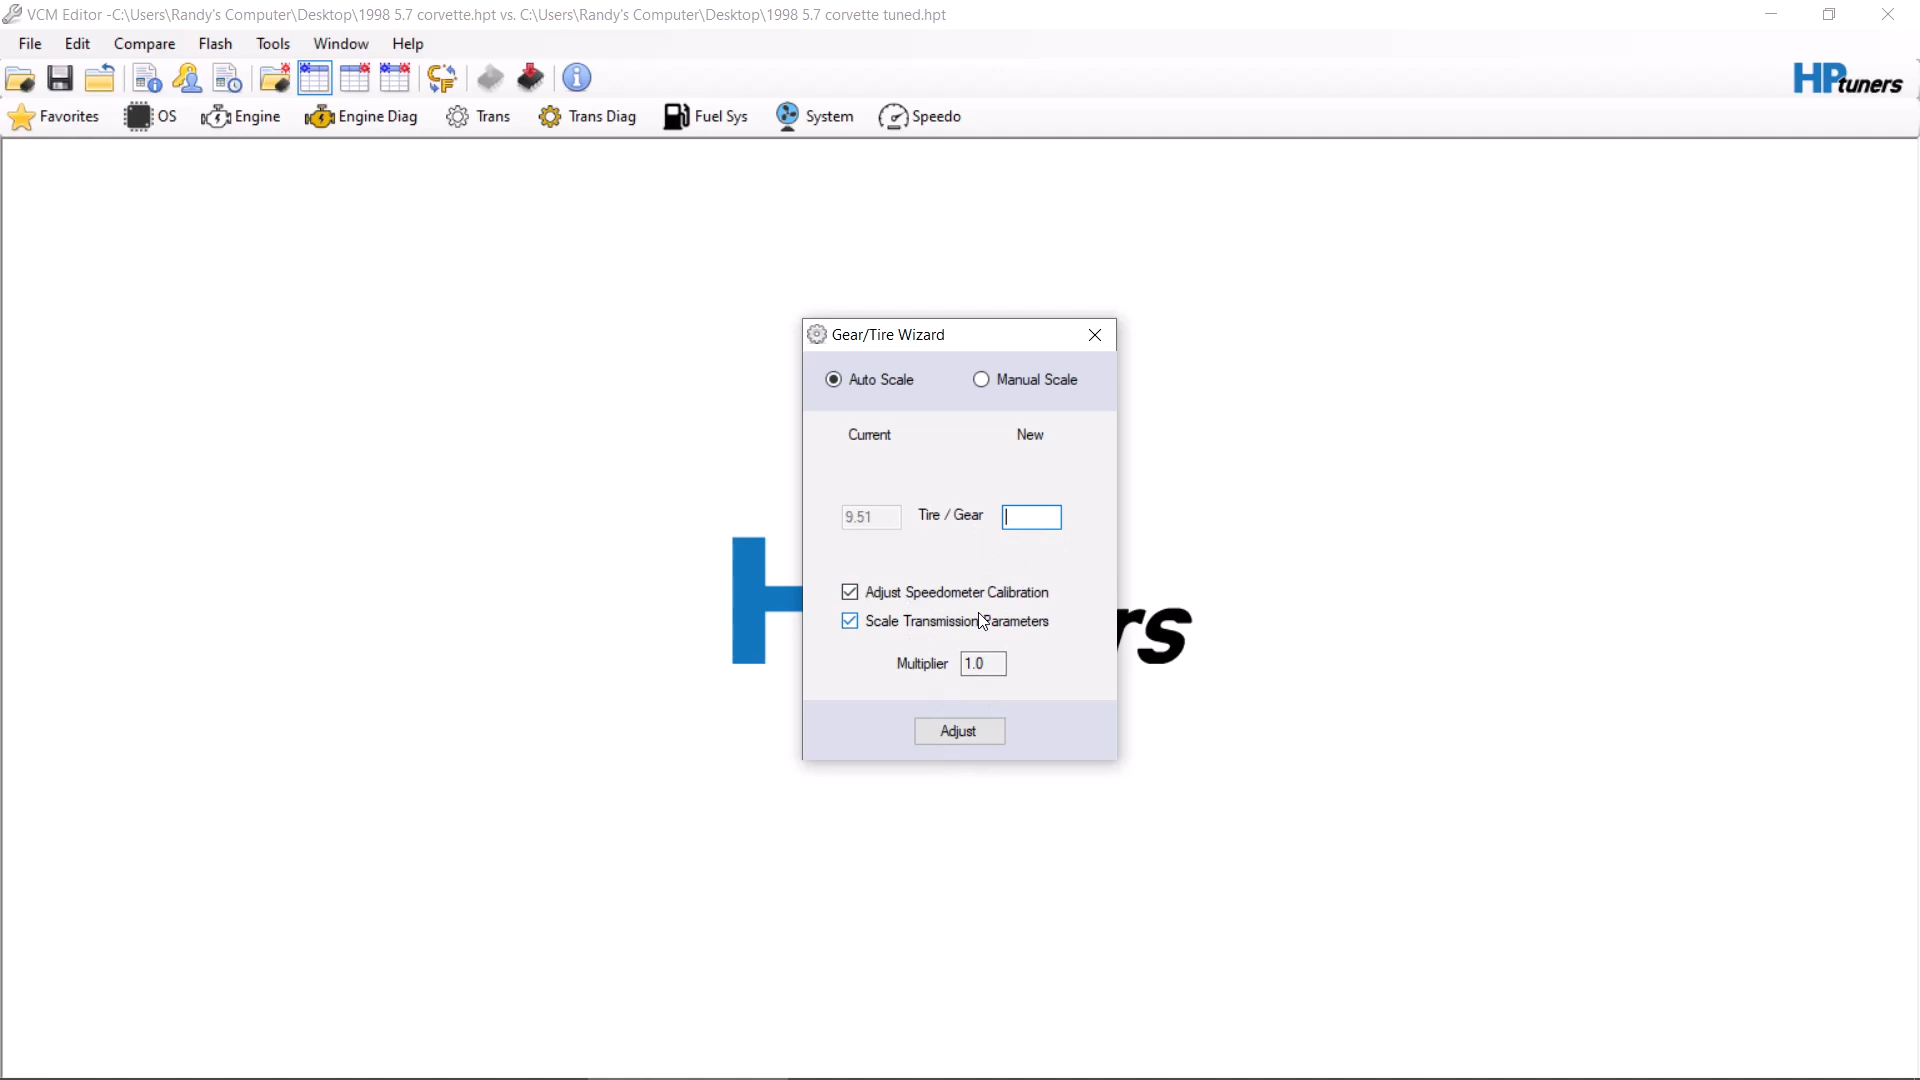 VCM Editor -C:\Users\Randy's Computer\Desktop\1998 5.7 corvette.hpt vs. C:\Users\Randy's Computer\Desktop\1998 5.7 corvette tuned.hpt
File Edit Compare Flash Tools Window Help
HPtuners
Favorites OS Engine Engine Diag Trans Trans Diag Fuel Sys System Speedo
Gear/Tire Wizard
Auto Scale Manual Scale
Current New
9.51 Tire / Gear
Adjust Speedometer Calibration
Scale Transmission Parameters
Multiplier 1.0
Adjust
H rs